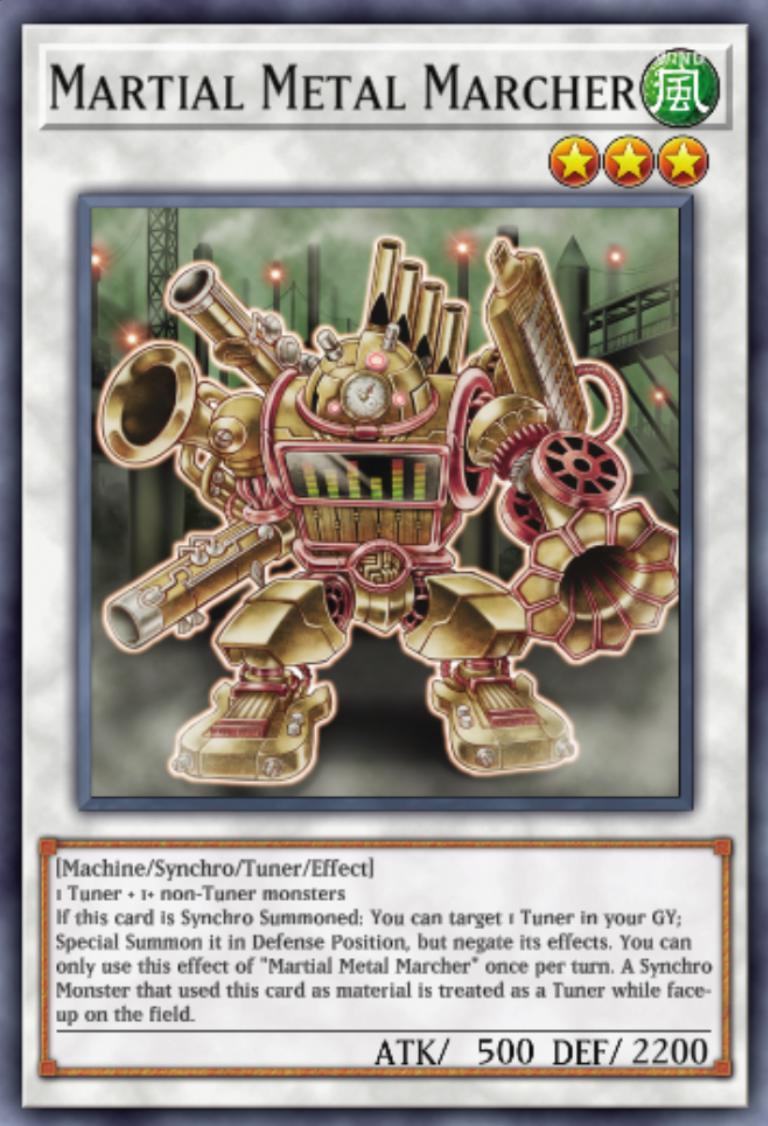 MARTIAL METAL MARCHER
WIND
風
[Machine/Synchro/Tuner/Effect]
1 Tuner + 1+ non-Tuner monsters
If this card is Synchro Summoned: You can target 1 Tuner in your GY;
Special Summon it in Defense Position, but negate its effects. You can
only use this effect of "Martial Metal Marcher" once per turn. A Synchro
Monster that used this card as material is treated as a Tuner while face-
up on the field.
ATK/ 500 DEF/ 2200